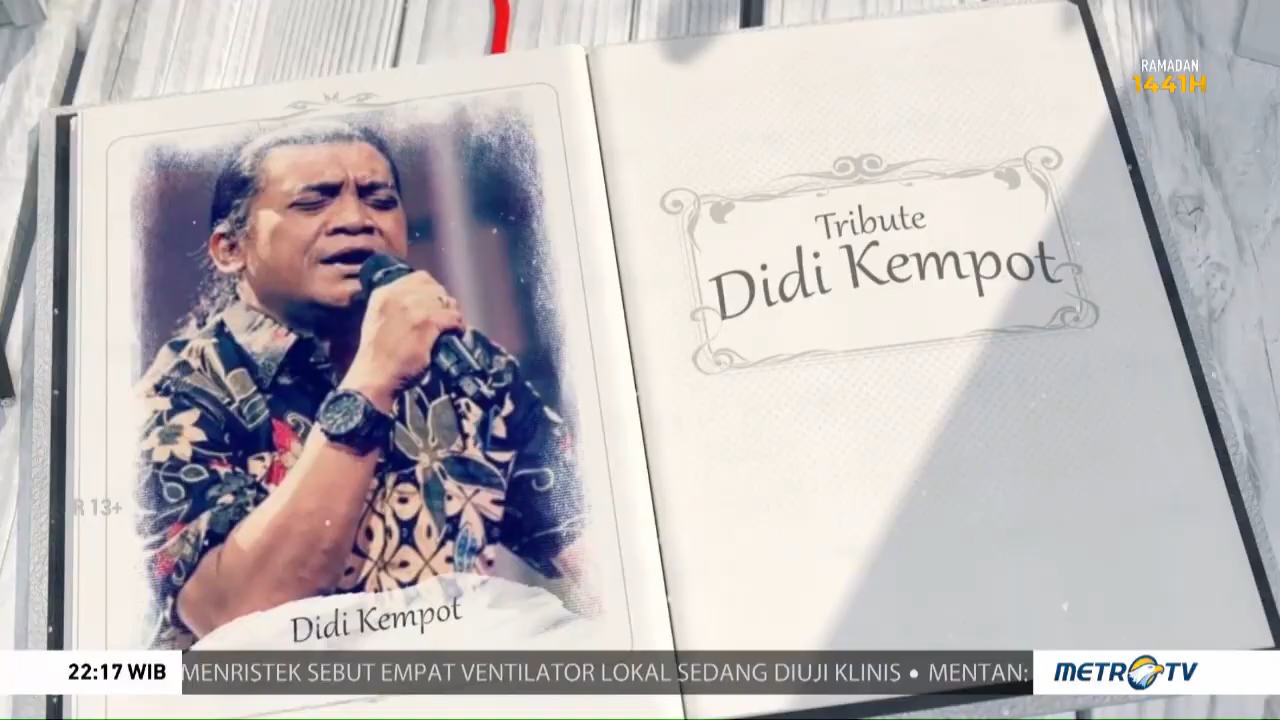 RAMADAN
1441H
Tribute
Didi Kempot
R 13+
Didi Kempot
22:17 WIB
MENRISTEK SEBUT EMPAT VENTILATOR LOKAL SEDANG DIUJI KLINIS • MENTAN:
METRO TV